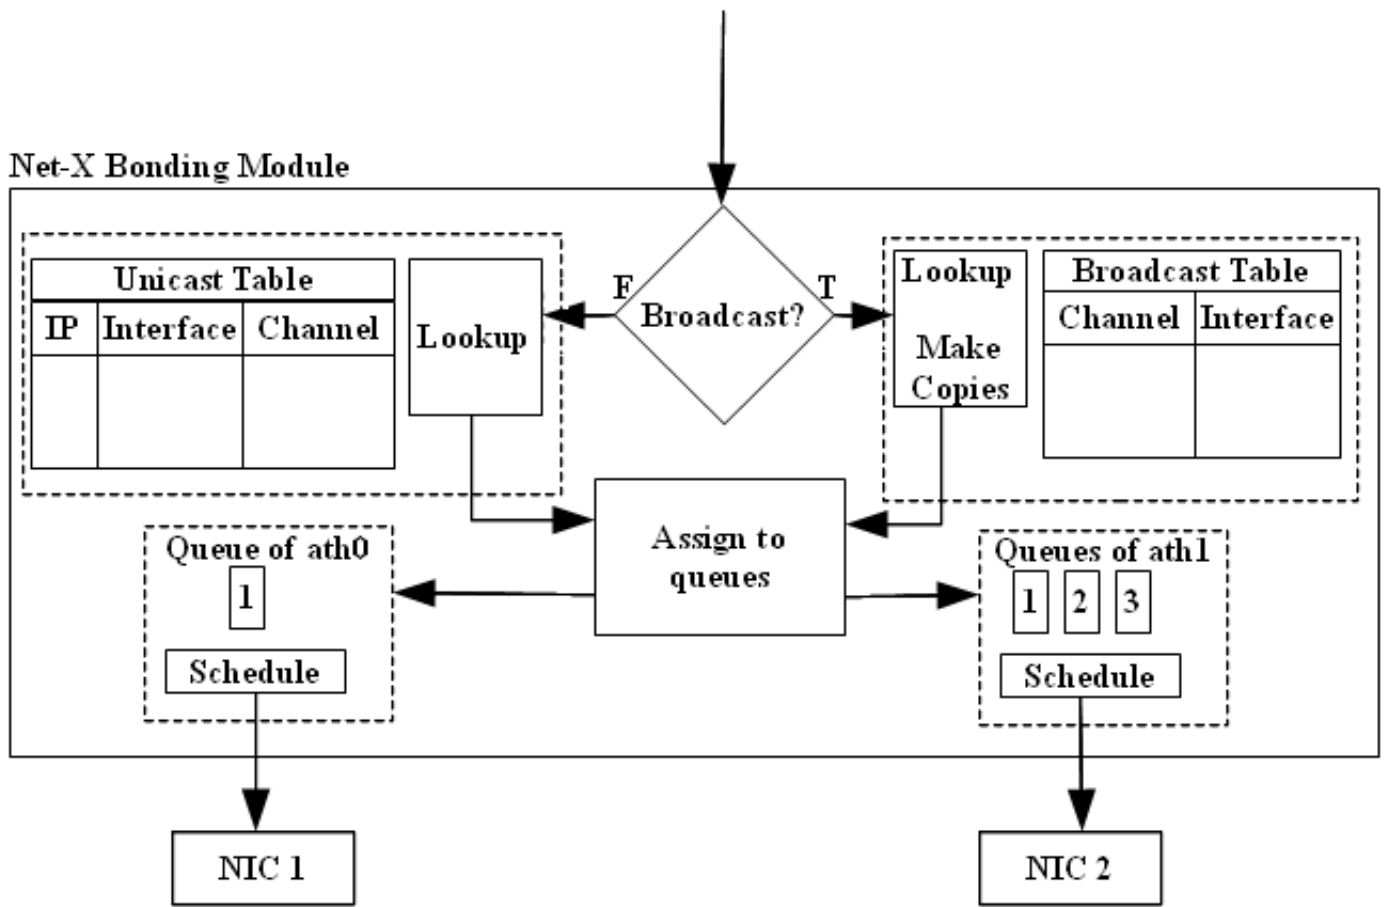 Net-X Bonding Module
Unicast Table
IP Interface Channel
Lookup
F
Broadcast?
T
Lookup
Make
Copies
Broadcast Table
Channel Interface
Assign to
queues
Queue of ath0
1
Schedule
Queues of ath1
1 2 3
Schedule
NIC 1
NIC 2